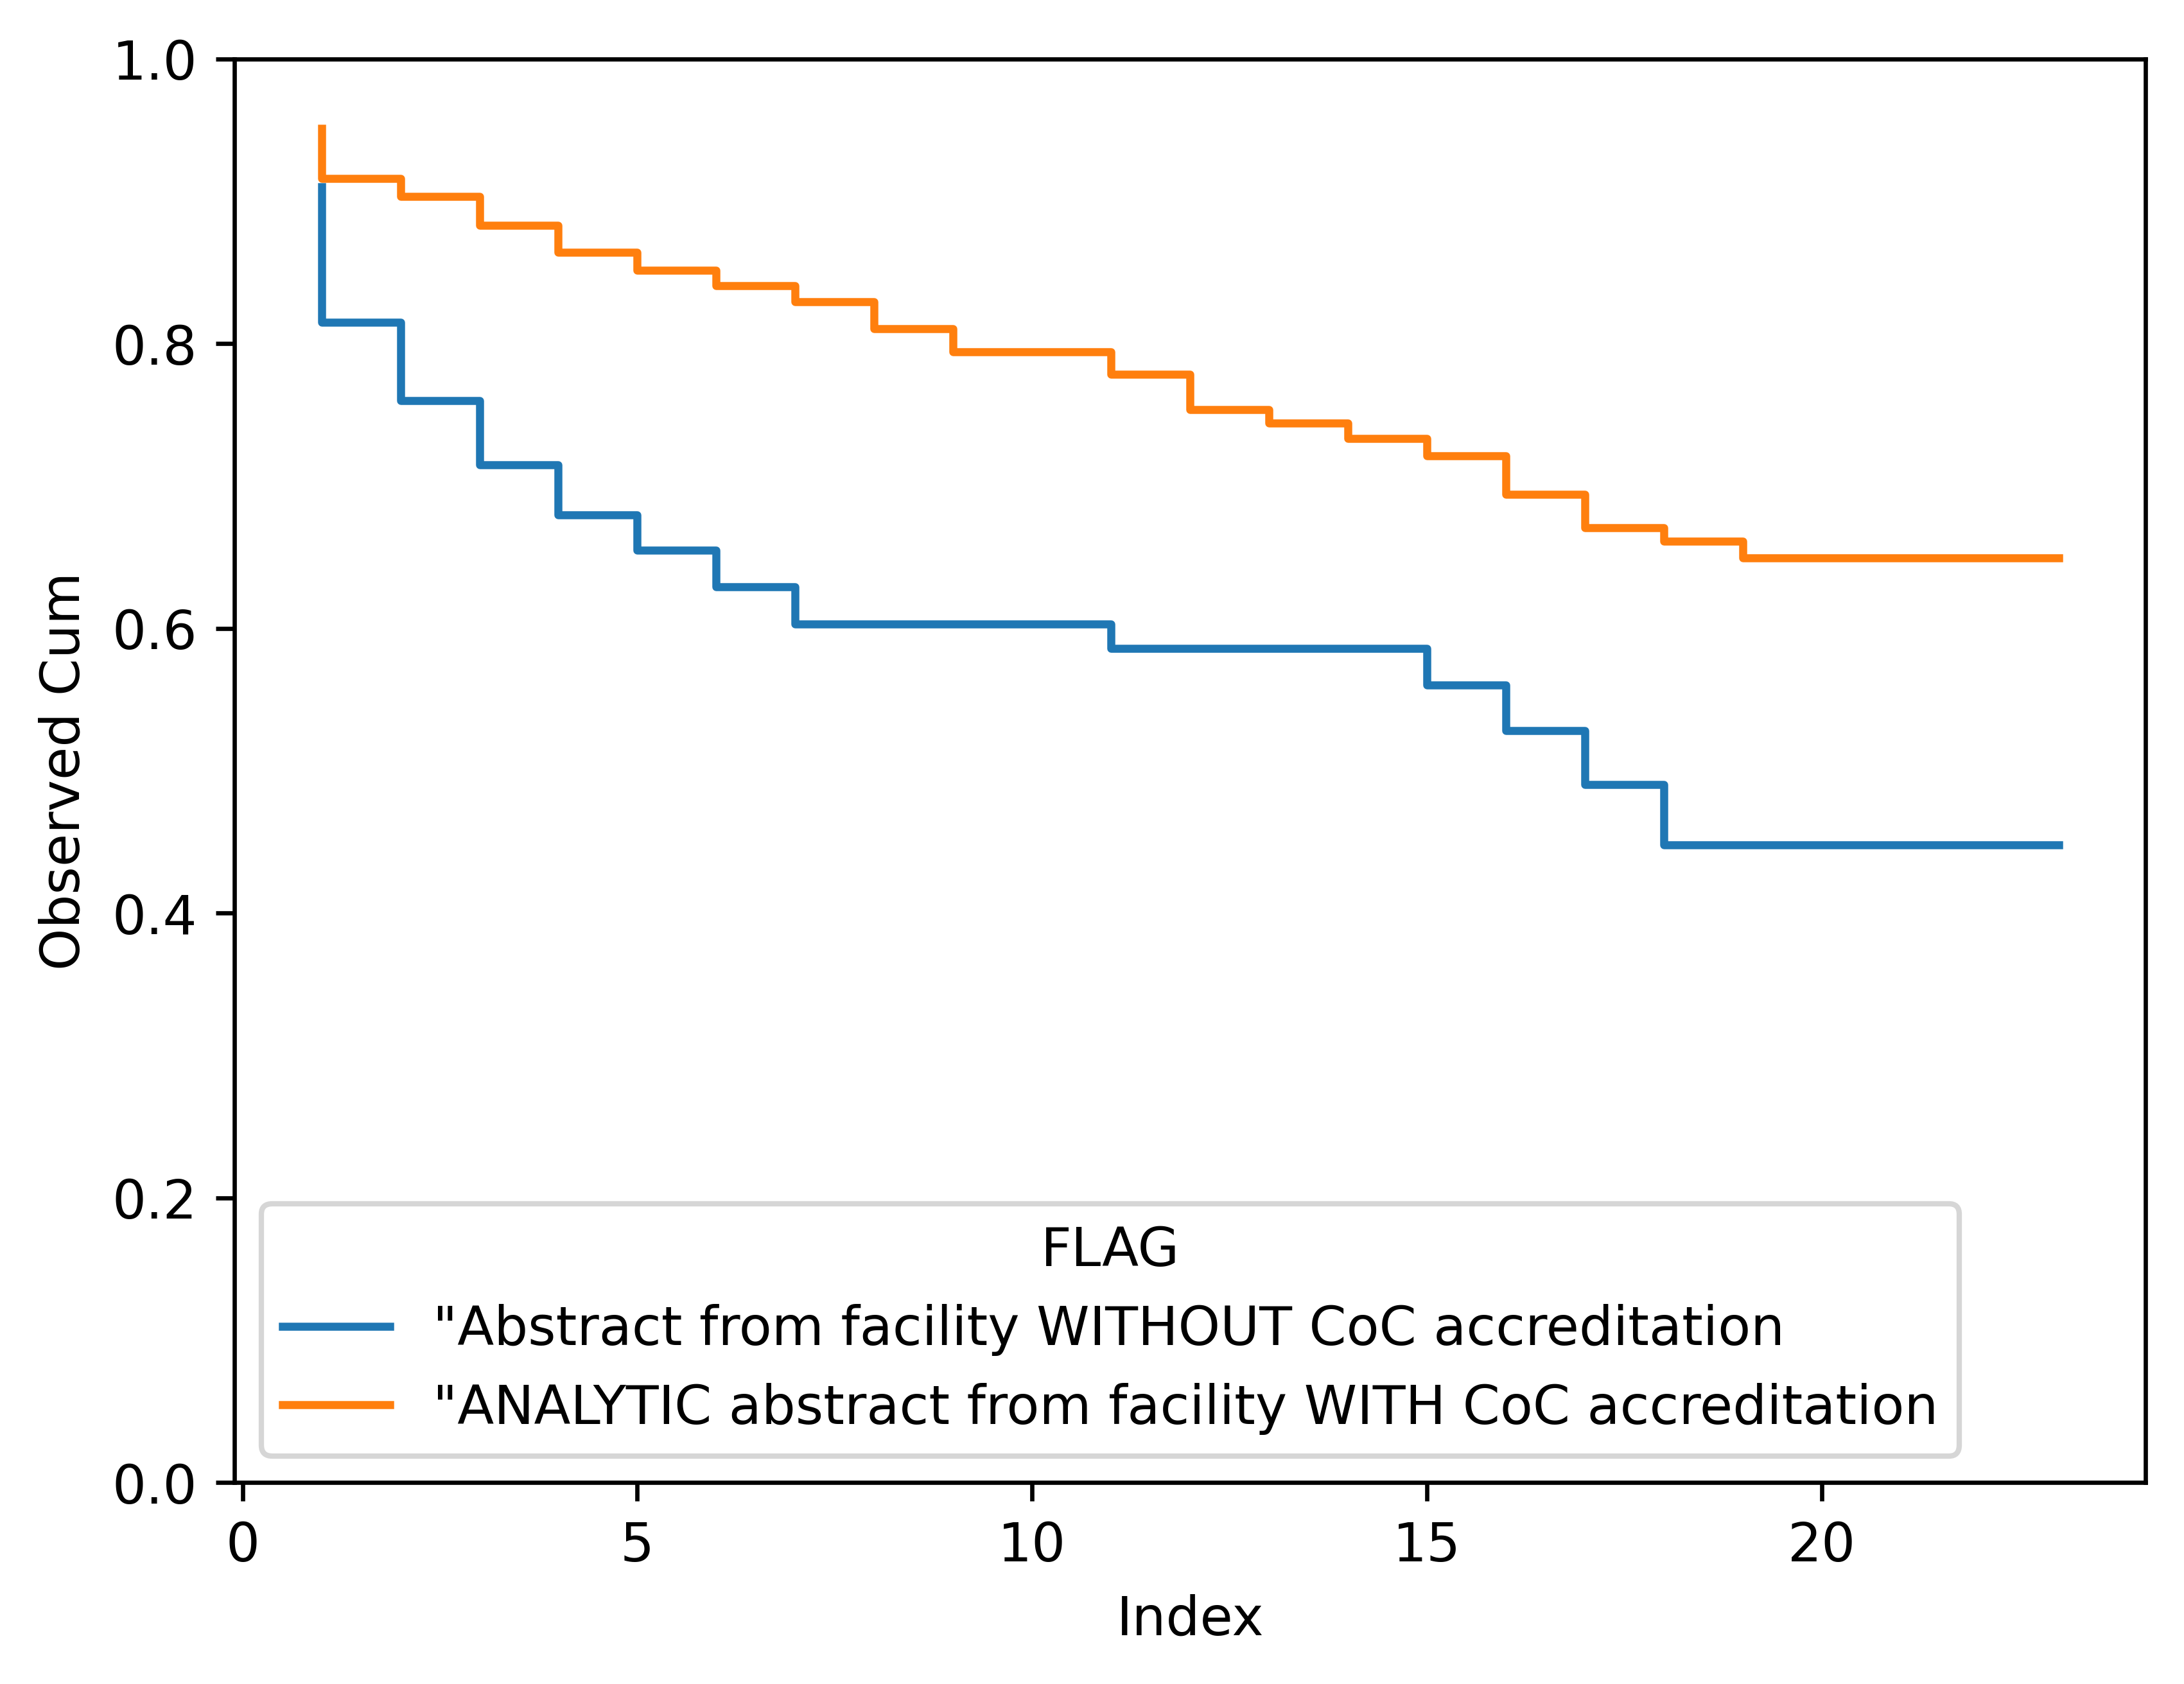 1.0
0.8
0.6
0.4
0.2
0.0
Observed Cum
FLAG
"Abstract from facility WITHOUT CoC accreditation
"ANALYTIC abstract from facility WITH CoC accreditation
0 5 10 15 20
Index